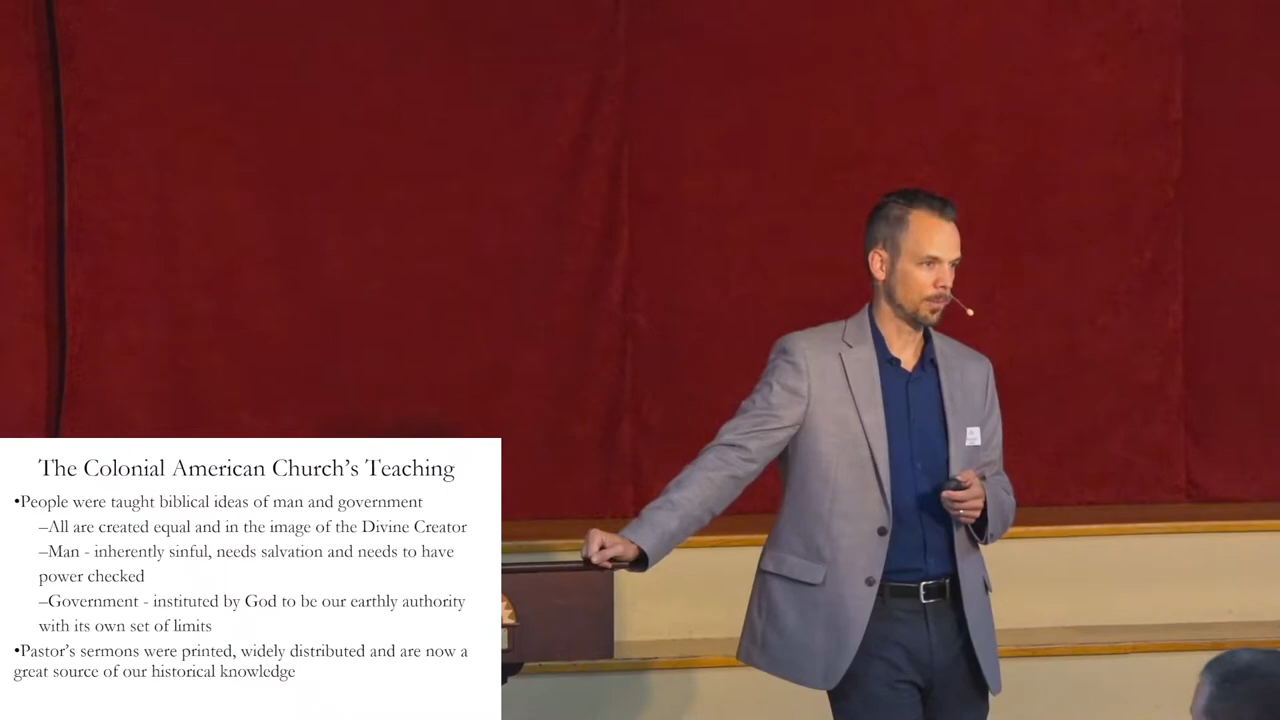 The Colonial American Church's Teaching
•People were taught biblical ideas of man and government
–All are created equal and in the image of the Divine Creator
–Man - inherently sinful, needs salvation and needs to have
power checked
–Government - instituted by God to be our earthly authority
with its own set of limits
•Pastor's sermons were printed, widely distributed and are now a
great source of our historical knowledge